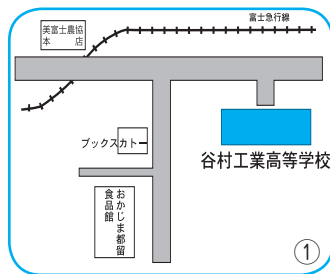 富士急行線
美富士農協
本店
ブックスカトー
谷村工業高等学校
おかじま都留
食品館
①